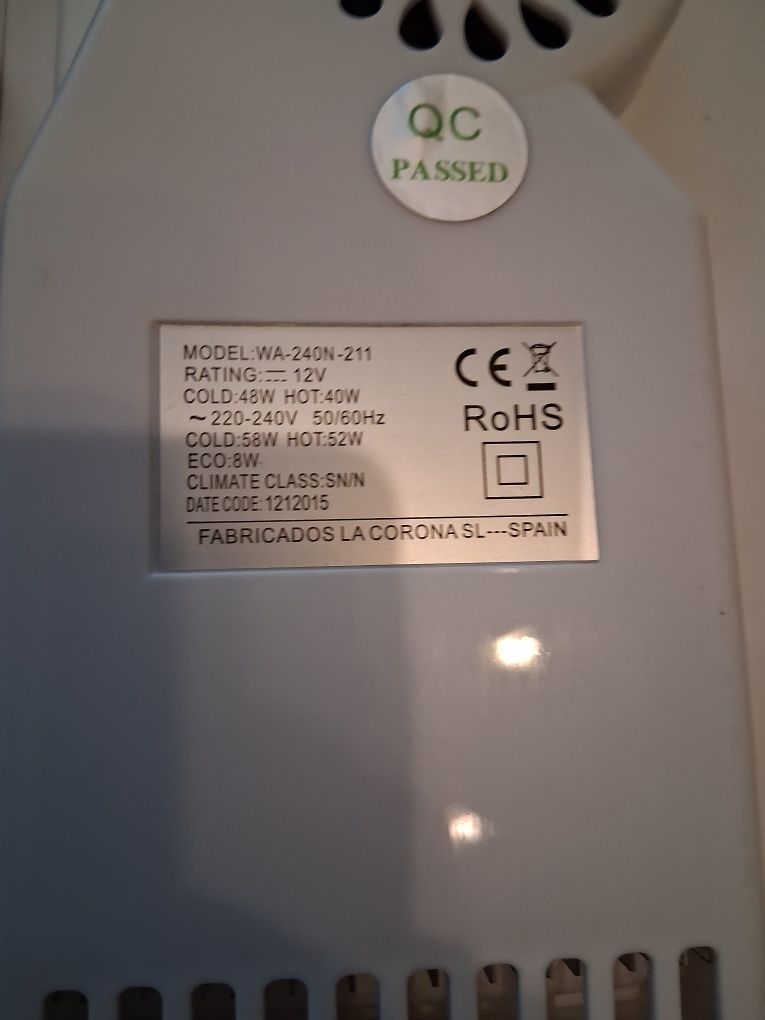 QC
PASSED
MODEL:WA-240N-211
RATING:⎓ 12V
COLD:48W HOT:40W
~220-240V 50/60Hz
COLD:58W HOT:52W
ECO:8W
CLIMATE CLASS:SN/N
DATE CODE:1212015
CE
RoHS
FABRICADOS LA CORONA SL---SPAIN